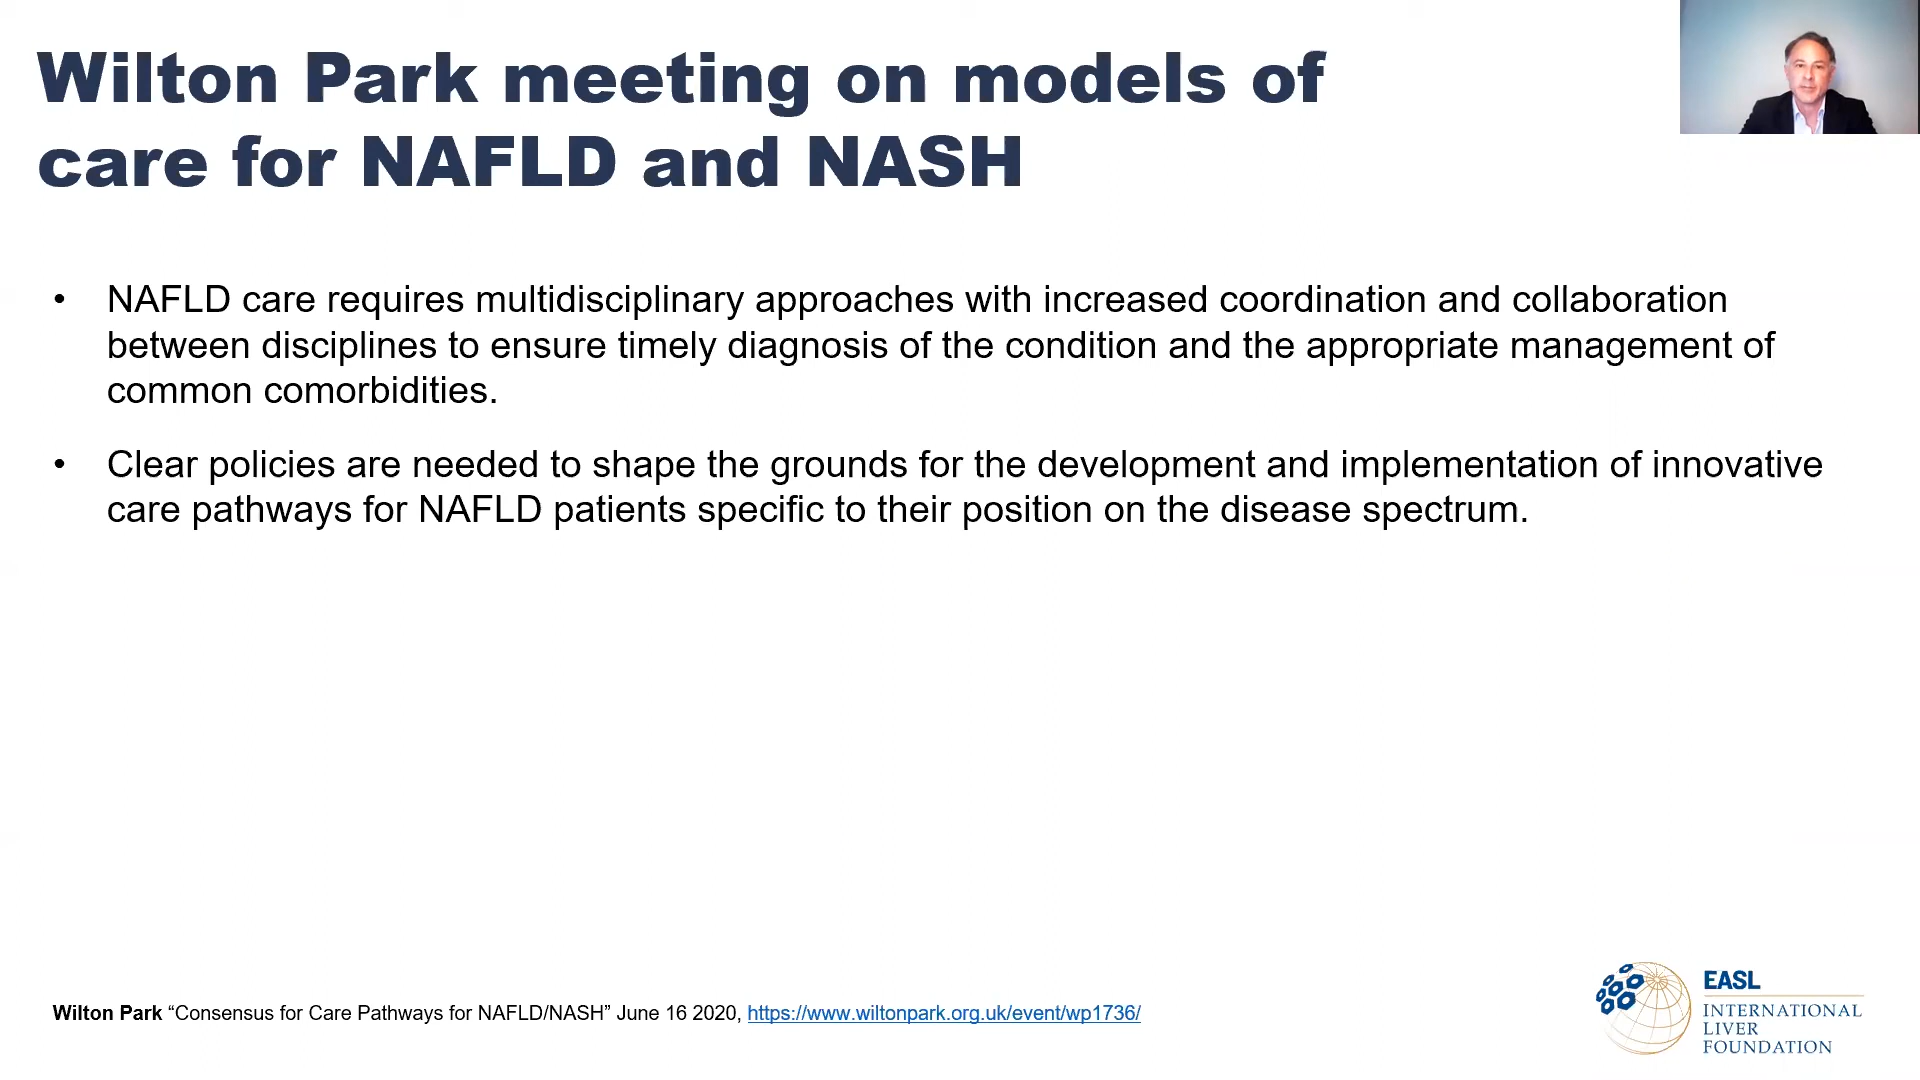 Wilton Park meeting on models of
care for NAFLD and NASH
• NAFLD care requires multidisciplinary approaches with increased coordination and collaboration
between disciplines to ensure timely diagnosis of the condition and the appropriate management of
common comorbidities.
• Clear policies are needed to shape the grounds for the development and implementation of innovative
care pathways for NAFLD patients specific to their position on the disease spectrum.
Wilton Park “Consensus for Care Pathways for NAFLD/NASH” June 16 2020, https://www.wiltonpark.org.uk/event/wp1736/
EASL
INTERNATIONAL
LIVER
FOUNDATION